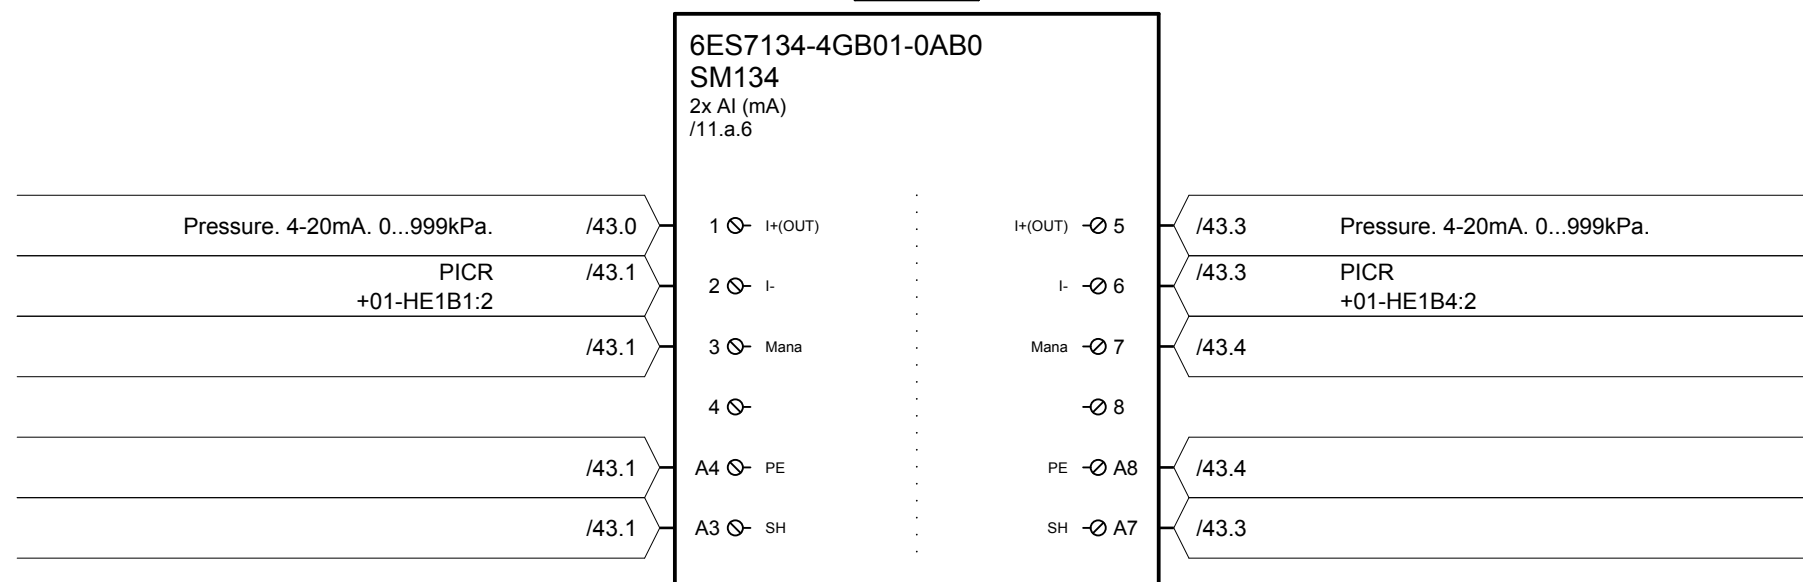 6ES7134-4GB01-0AB0
SM134
2x AI (mA)
/11.a.6
Pressure. 4-20mA. 0...999kPa. /43.0 1 I+(OUT) I+(OUT) 5 /43.3 Pressure. 4-20mA. 0...999kPa.
PICR /43.1 2 I- I- 6 /43.3 PICR
+01-HE1B1:2 +01-HE1B4:2
/43.1 3 Mana Mana 7 /43.4
4 8
/43.1 A4 PE PE A8 /43.4
/43.1 A3 SH SH A7 /43.3